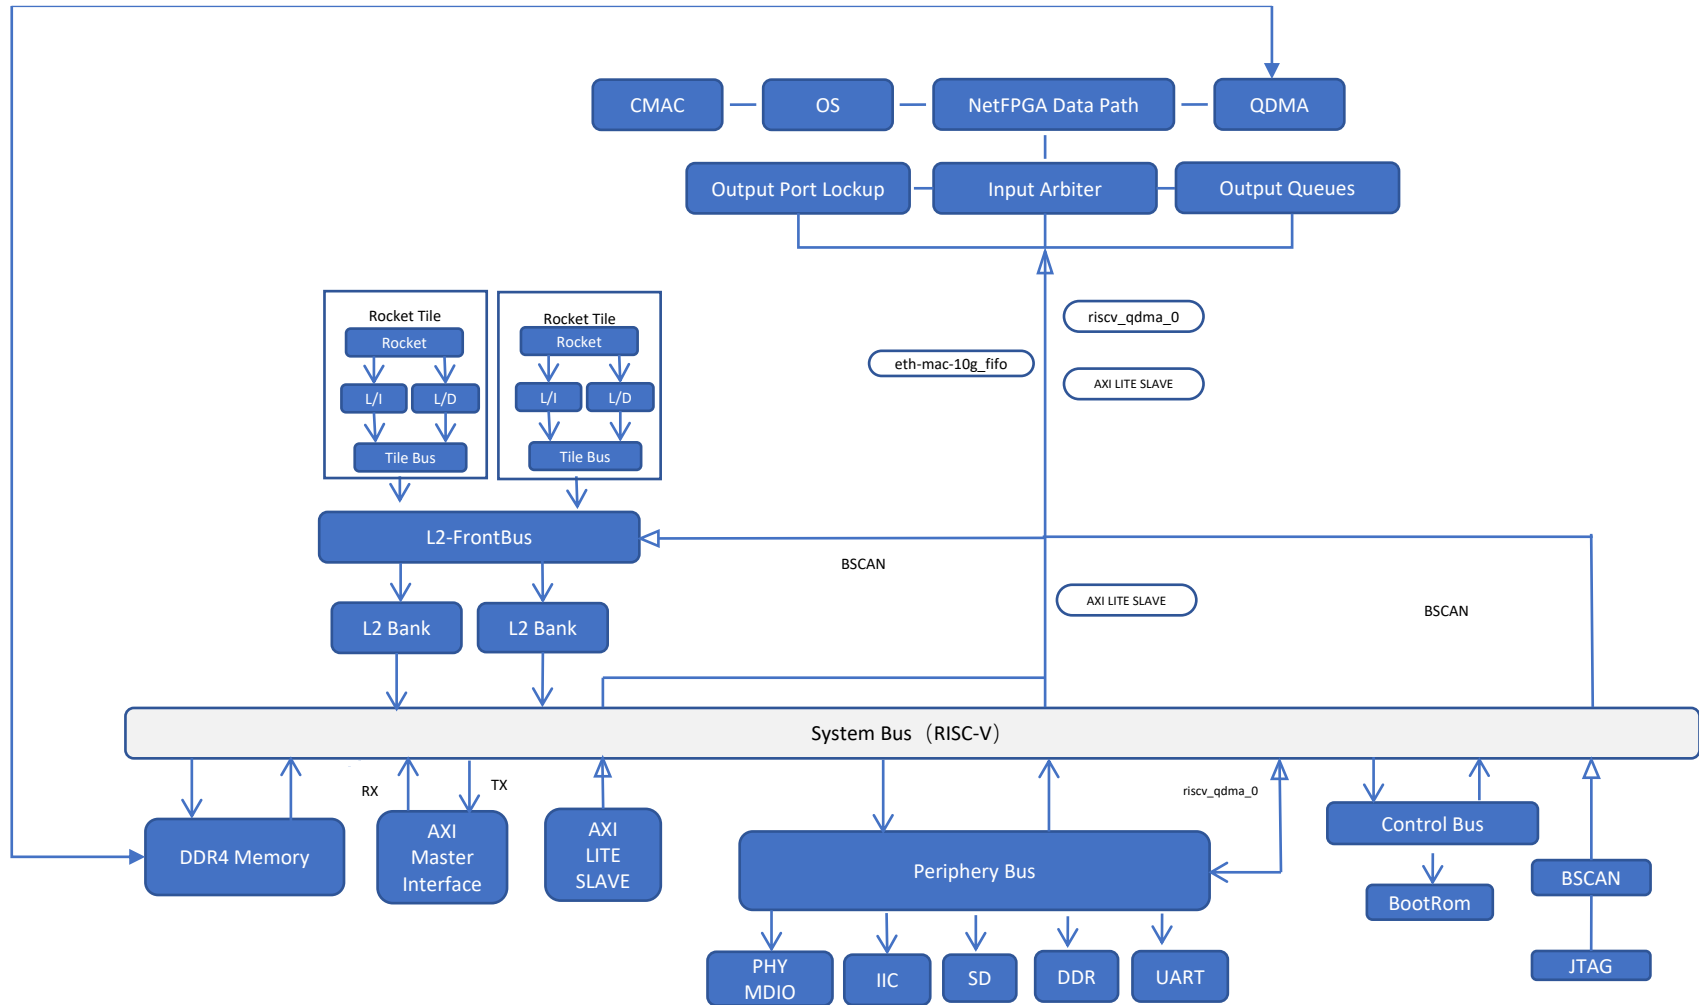 CMAC
OS
NetFPGA Data Path
QDMA
Output Port Lockup
Input Arbiter
Output Queues
riscv_qdma_0
eth-mac-10g_fifo
AXI LITE SLAVE
Rocket Tile
Rocket
L/I
L/D
Tile Bus
Rocket Tile
Rocket
L/I
L/D
Tile Bus
L2-FrontBus
BSCAN
L2 Bank
L2 Bank
AXI LITE SLAVE
BSCAN
System Bus（RISC-V）
RX
TX
riscv_qdma_0
DDR4 Memory
AXI
Master
Interface
AXI
LITE
SLAVE
Periphery Bus
Control Bus
BootRom
BSCAN
JTAG
PHY
MDIO
IIC
SD
DDR
UART